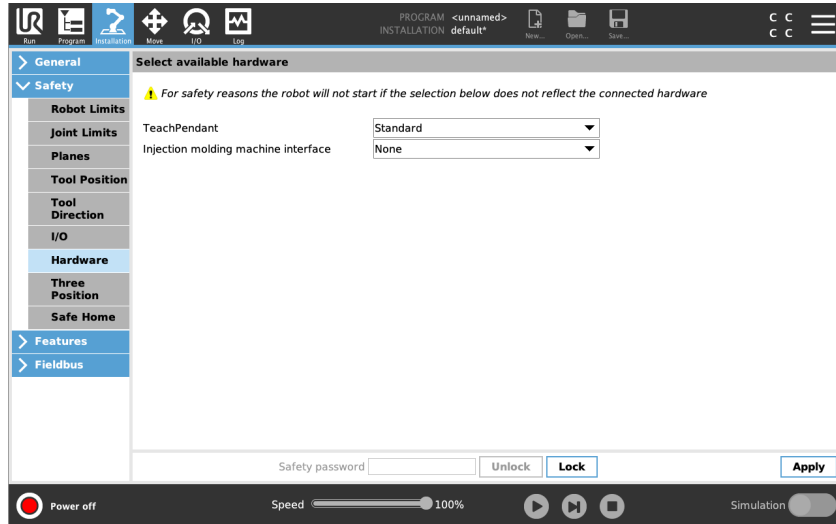 UR
PROGRAM <unnamed>
INSTALLATION default*
C C
C C
Run
Program
Installation
Move
I/O
Log
New...
Open...
Save...
General
Safety
Robot Limits
Joint Limits
Planes
Tool Position
Tool
Direction
I/O
Hardware
Three
Position
Safe Home
Features
Fieldbus
Select available hardware
For safety reasons the robot will not start if the selection below does not reflect the connected hardware
TeachPendant Standard
Injection molding machine interface None
Safety password Unlock Lock Apply
Power off Speed 100% Simulation